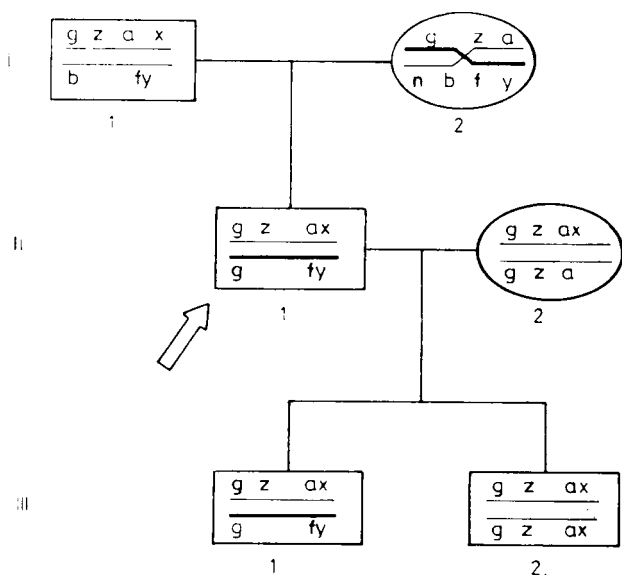 I
g z a x
b fy
1
g z a
n b f y
2
II
g z ax
g fy
1
g z ax
g z a
2
III
g z ax
g fy
1
g z ax
g z ax
2.